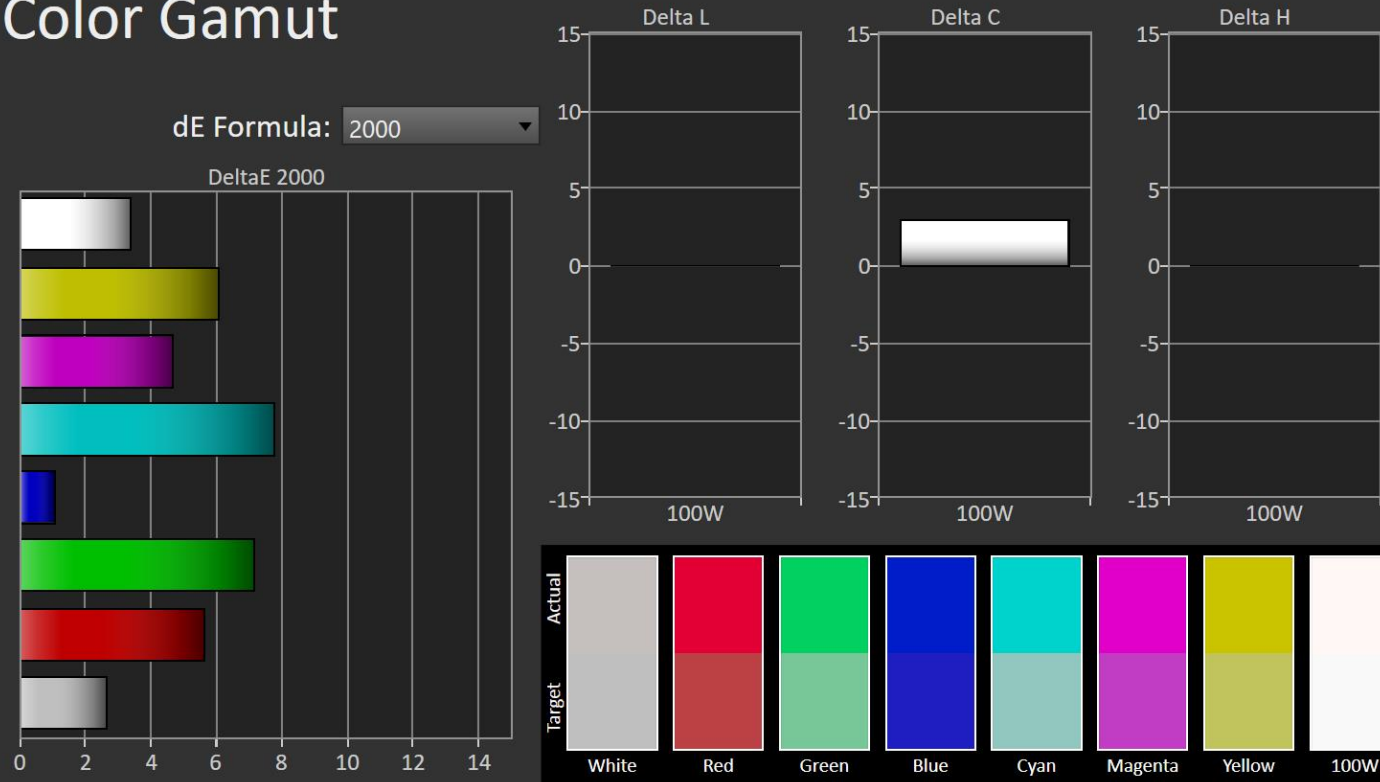 Color Gamut
dE Formula: 2000
DeltaE 2000
0 2 4 6 8 10 12 14
Delta L
15
10
5
0
-5
-10
-15
100W
Delta C
15
10
5
0
-5
-10
-15
100W
Delta H
15
10
5
0
-5
-10
-15
100W
Actual
Target
White Red Green Blue Cyan Magenta Yellow 100W